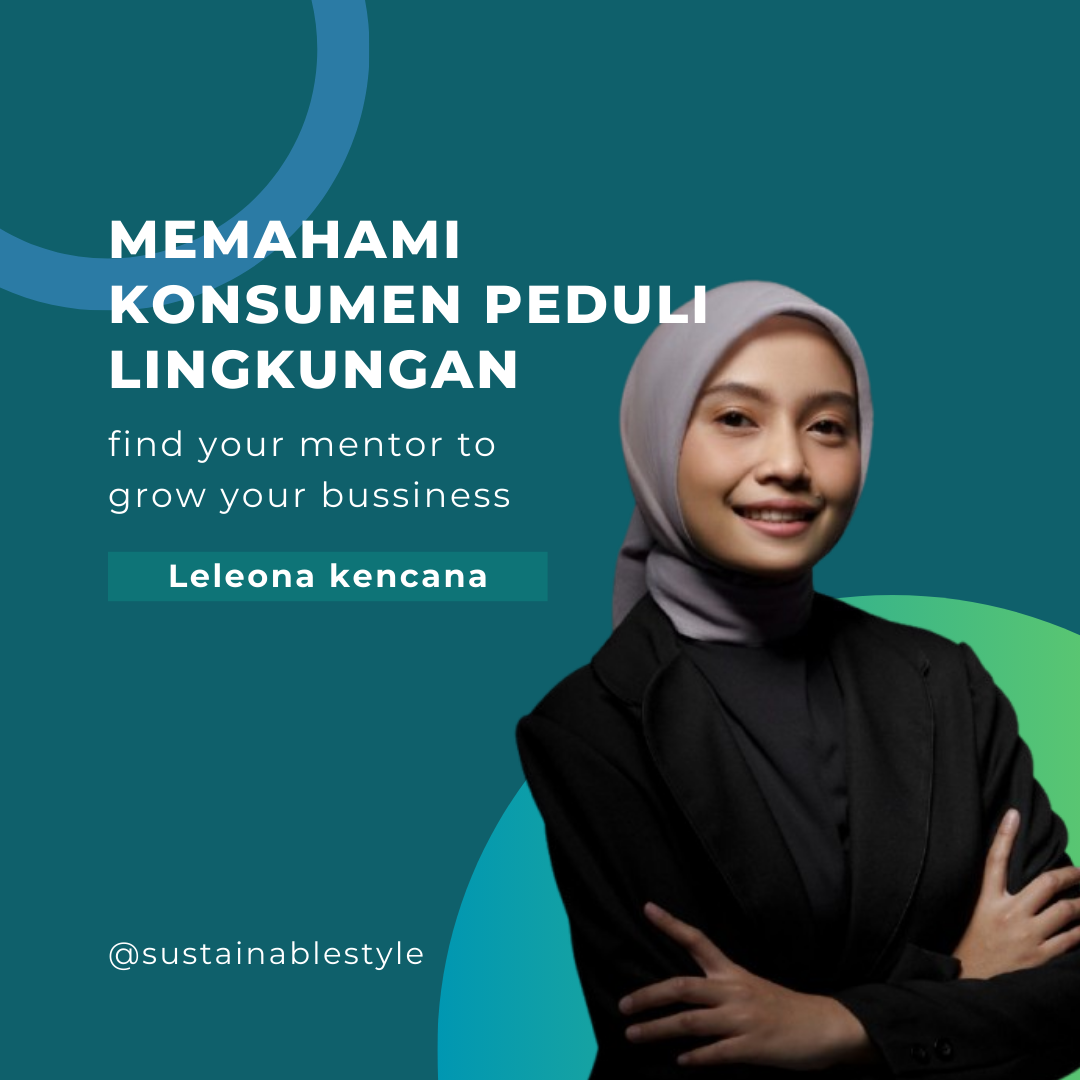 MEMAHAMI
KONSUMEN PEDULI
LINGKUNGAN
find your mentor to
grow your bussiness
Leleona kencana
@sustainablestyle